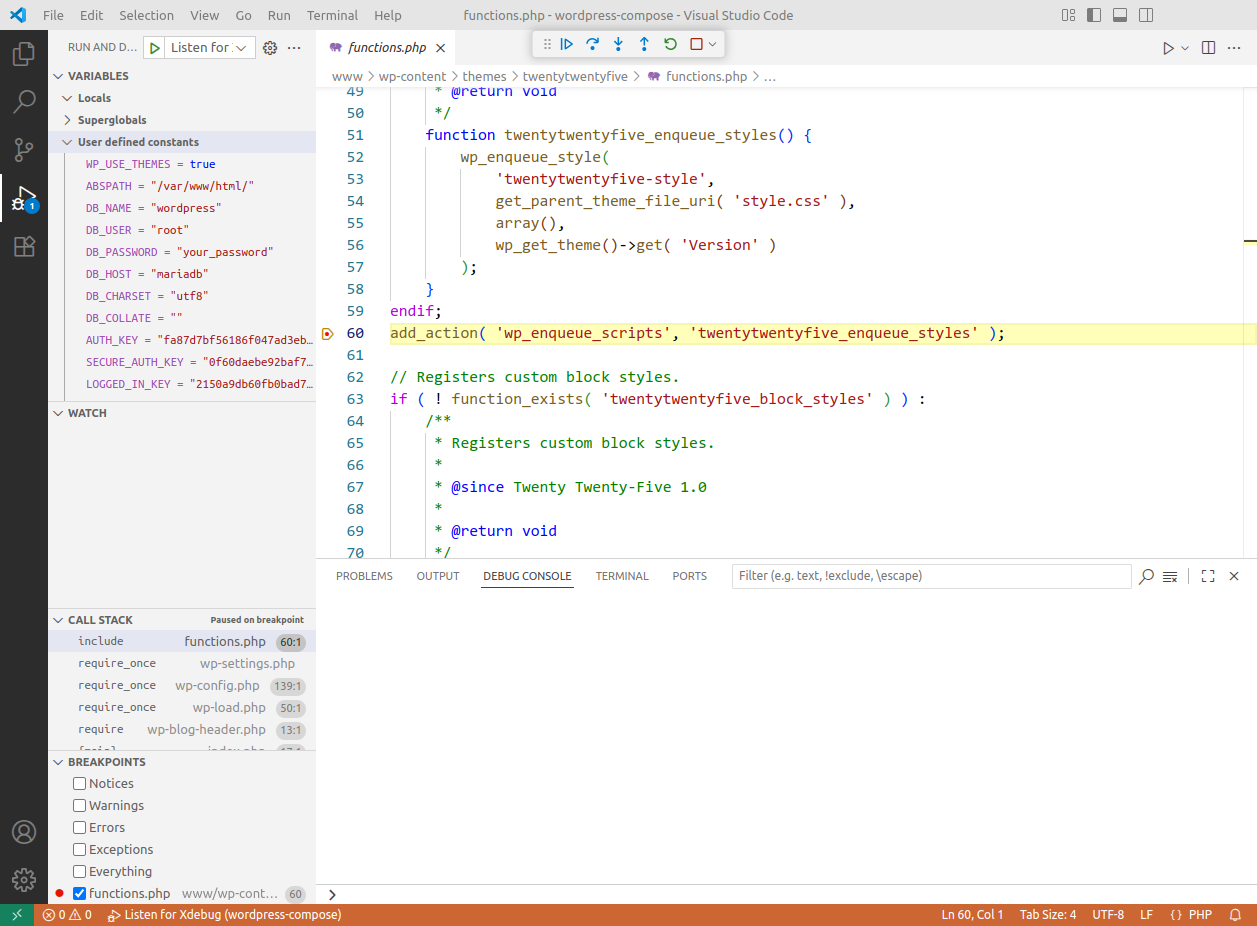 File Edit Selection View Go Run Terminal Help functions.php - wordpress-compose - Visual Studio Code
RUN AND D... Listen for functions.php
www > wp-content > themes > twentytwentyfive > functions.php > ...
VARIABLES
Locals
Superglobals
User defined constants
WP_USE_THEMES = true
ABSPATH = "/var/www/html/"
DB_NAME = "wordpress"
DB_USER = "root"
DB_PASSWORD = "your_password"
DB_HOST = "mariadb"
DB_CHARSET = "utf8"
DB_COLLATE = ""
AUTH_KEY = "fa87d7bf56186f047ad3eb...
SECURE_AUTH_KEY = "0f60daebe92baf7...
LOGGED_IN_KEY = "2150a9db60fb0bad7...
WATCH
CALL STACK Paused on breakpoint
include functions.php 60:1
require_once wp-settings.php
require_once wp-config.php 139:1
require_once wp-load.php 50:1
require wp-blog-header.php 13:1
BREAKPOINTS
Notices
Warnings
Errors
Exceptions
Everything
functions.php www/wp-cont... 60
1
49 * @return void
50 */
51 function twentytwentyfive_enqueue_styles() {
52 wp_enqueue_style(
53 'twentytwentyfive-style',
54 get_parent_theme_file_uri( 'style.css' ),
55 array(),
56 wp_get_theme()->get( 'Version' )
57 );
58 }
59 endif;
60 add_action( 'wp_enqueue_scripts', 'twentytwentyfive_enqueue_styles' );
61
62 // Registers custom block styles.
63 if ( ! function_exists( 'twentytwentyfive_block_styles' ) ) :
64 /**
65 * Registers custom block styles.
66 *
67 * @since Twenty Twenty-Five 1.0
68 *
69 * @return void
70 */
PROBLEMS OUTPUT DEBUG CONSOLE TERMINAL PORTS Filter (e.g. text, !exclude, \escape)
>
0 0 Listen for Xdebug (wordpress-compose) Ln 60, Col 1 Tab Size: 4 UTF-8 LF {} PHP